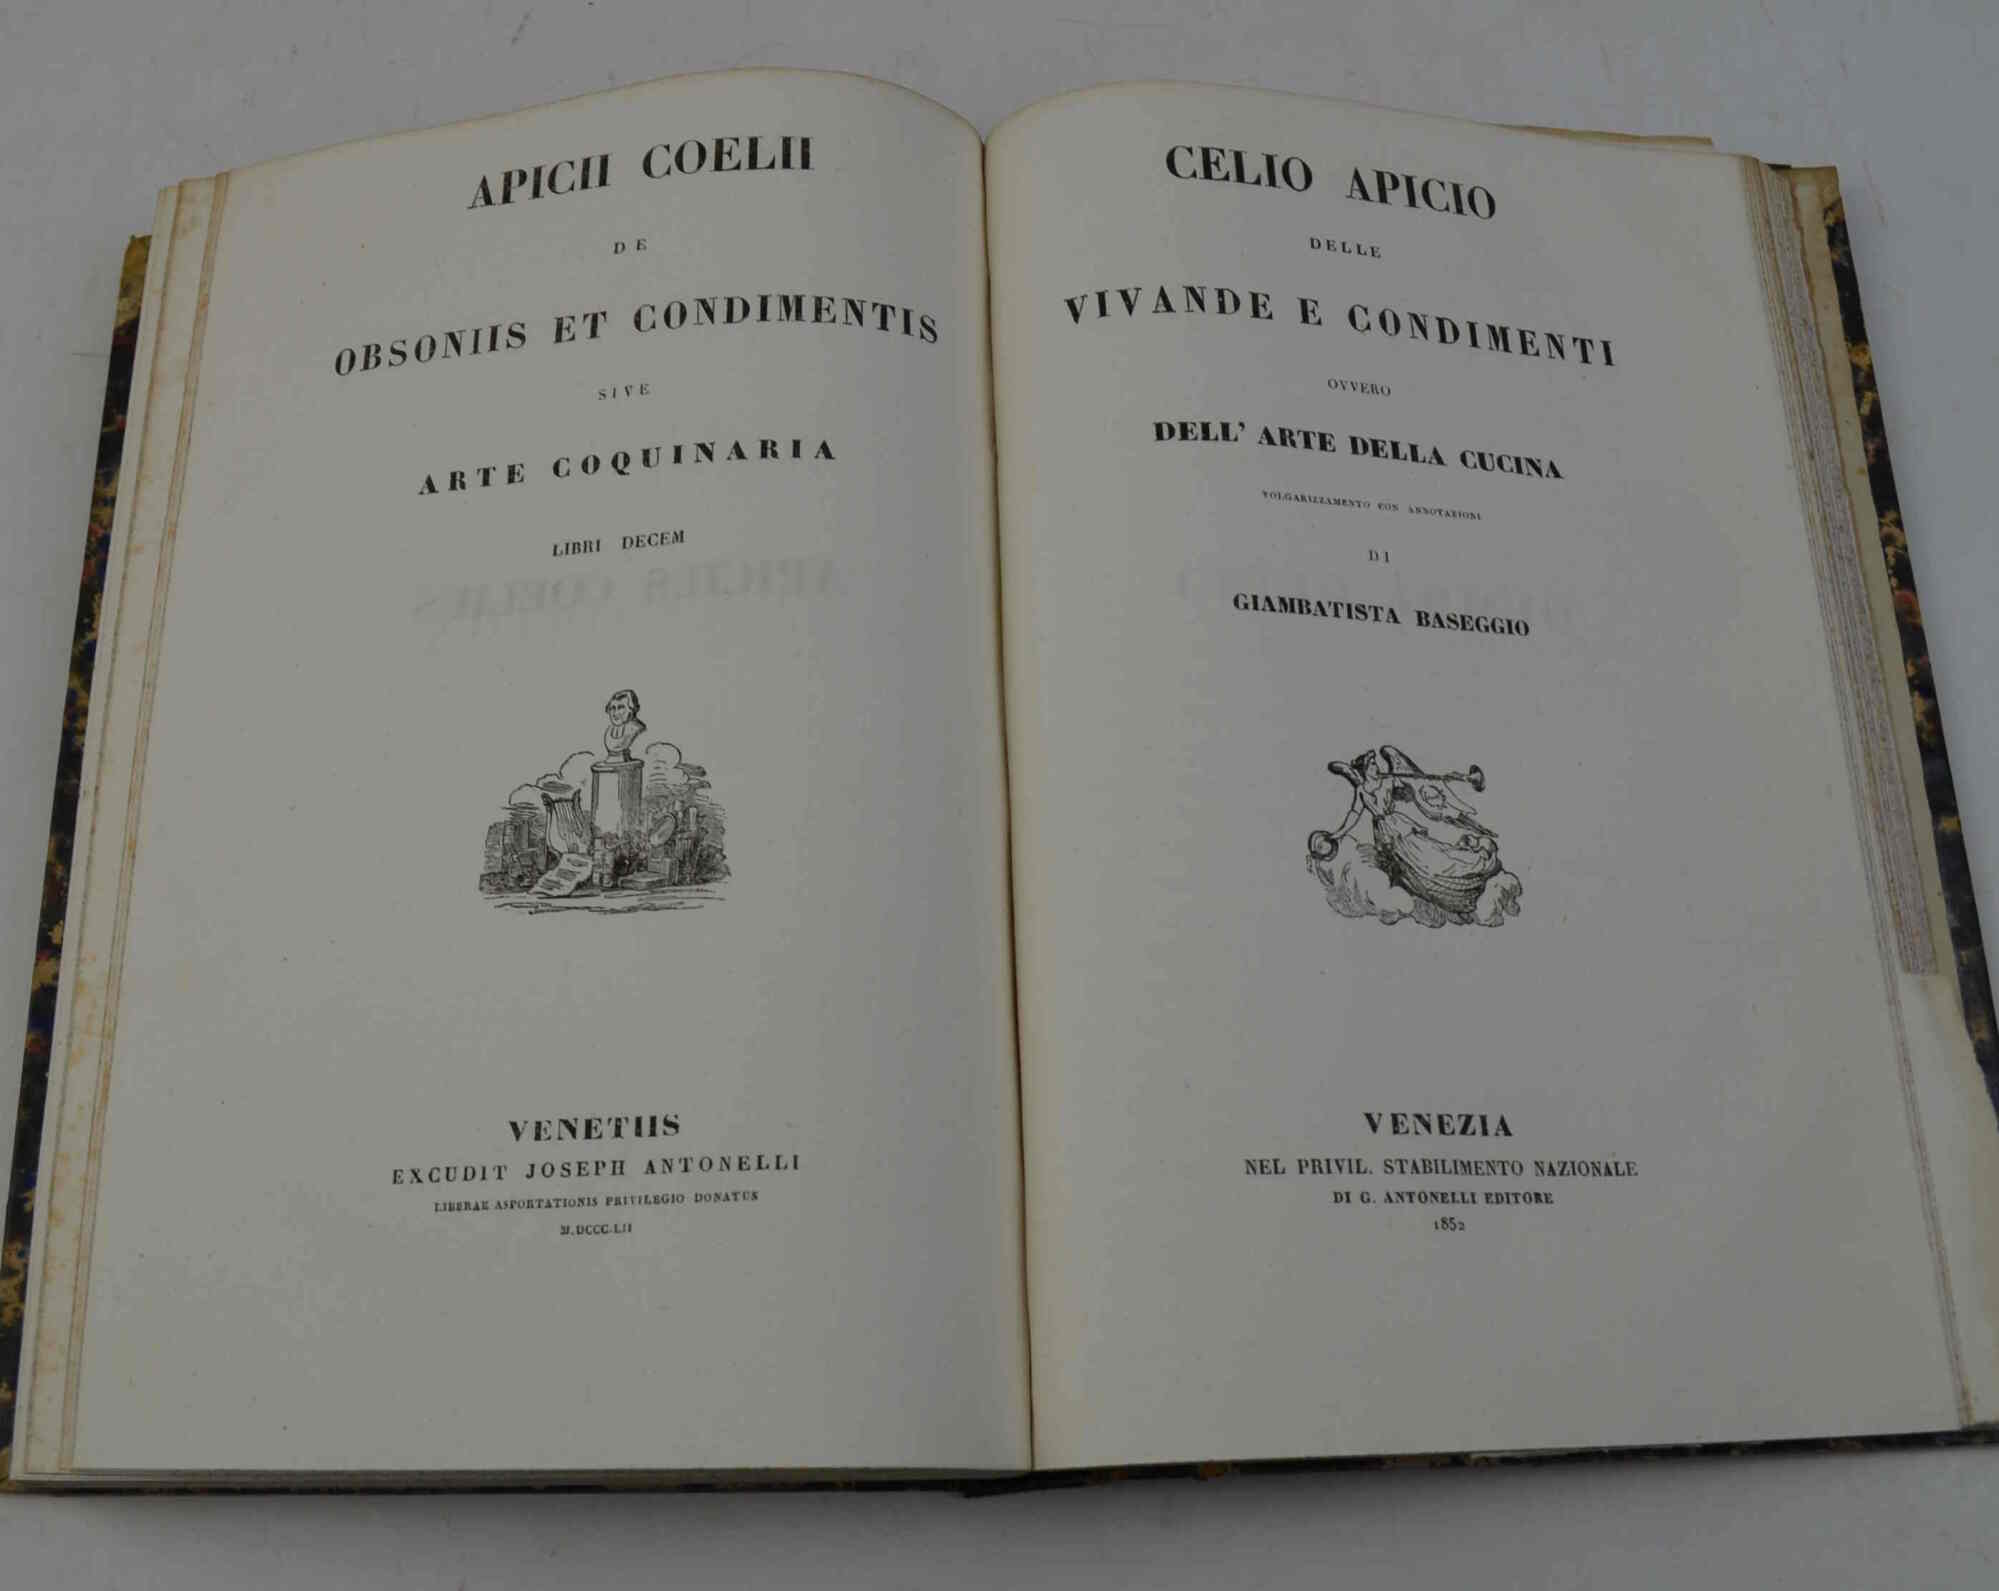 APICII COELII
DE
OBSONIIS ET CONDIMENTIS
SIVE
ARTE COQUINARIA
LIBRI DECEM
VENETIIS
EXCUDIT JOSEPH ANTONELLI
LIBERAE ASPORTATIONIS PRIVILEGIO DONATUS
M.DCCC.LII
CELIO APICIO
DELLE
VIVANDE E CONDIMENTI
OVVERO
DELL' ARTE DELLA CUCINA
VOLGARIZZAMENTO CON ANNOTAZIONI
DI
GIAMBATISTA BASEGGIO
VENEZIA
NEL PRIVIL. STABILIMENTO NAZIONALE
DI G. ANTONELLI EDITORE
1852